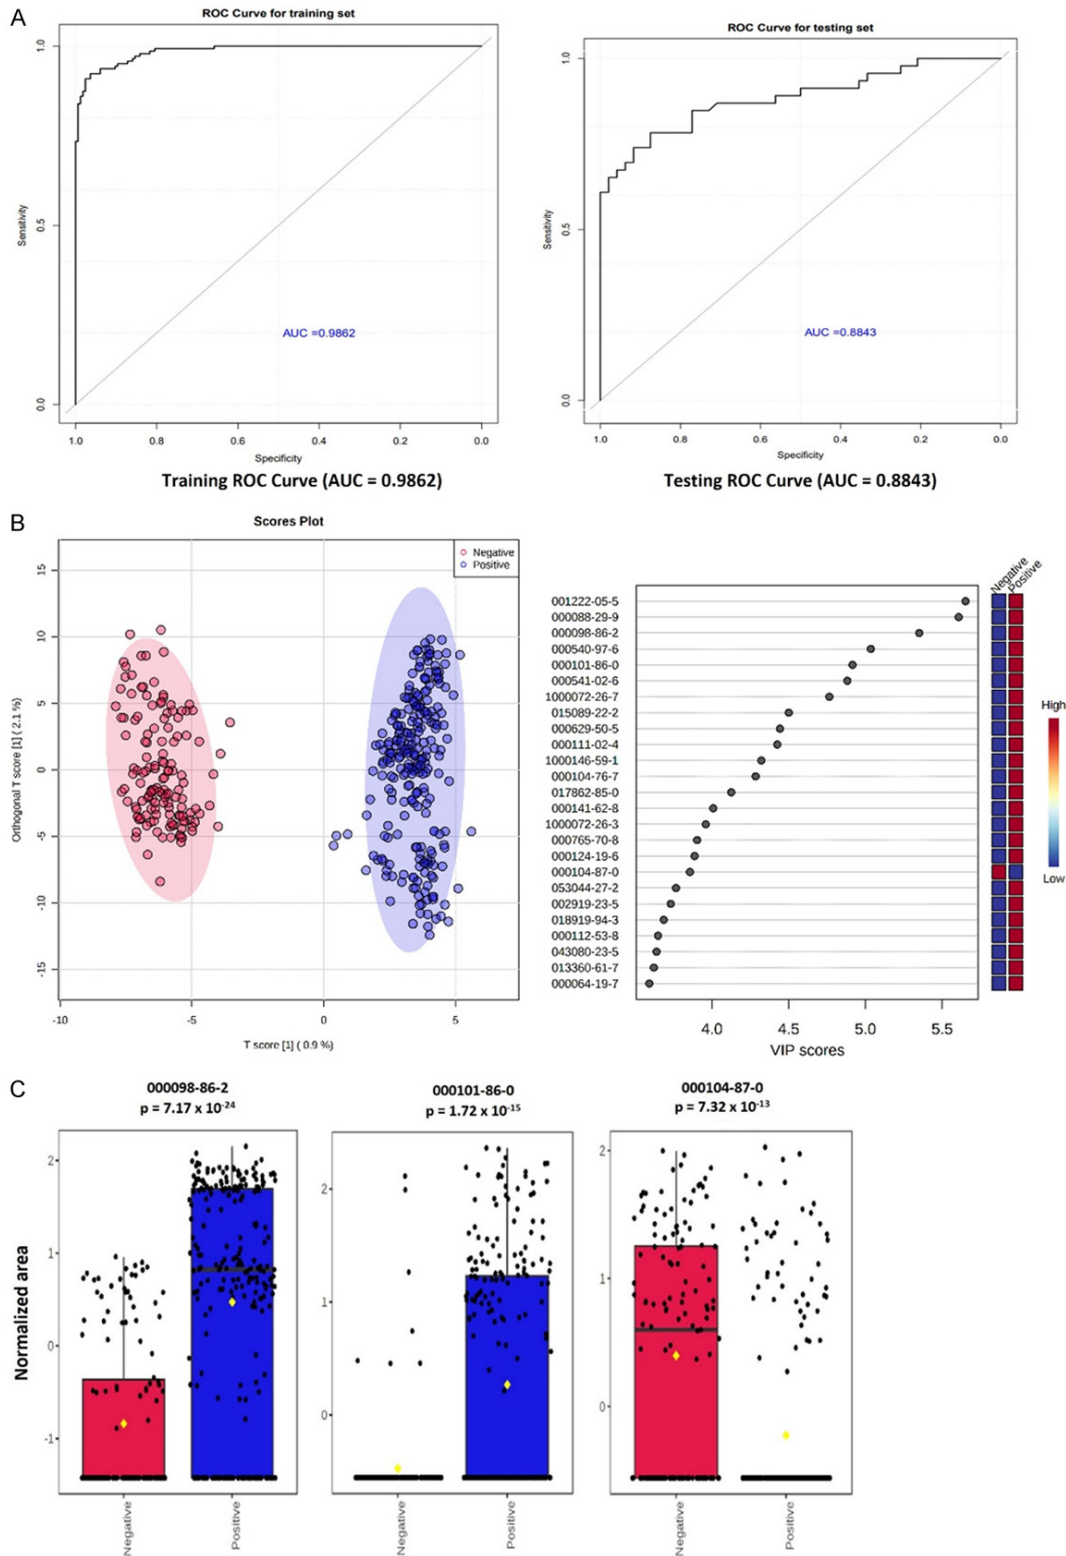 A
ROC Curve for training set
1.0
0.5
0.0
Sensitivity
AUC =0.9862
1.0 0.8 0.6 0.4 0.2 0.0
Specificity
Training ROC Curve (AUC = 0.9862)
ROC Curve for testing set
1.0
0.5
0.0
Sensitivity
AUC =0.8843
1.0 0.8 0.6 0.4 0.2 0.0
Specificity
Testing ROC Curve (AUC = 0.8843)
B
Scores Plot
Negative
Positive
15
10
5
0
-5
-10
-15
Orthogonal T score [1] ( 2.1 %)
-10 -5 0 5
T score [1] ( 0.9 %)
Negative
Positive
001222-05-5
000088-29-9
000098-86-2
000540-97-6
000101-86-0
000541-02-6
1000072-26-7
015089-22-2
000629-50-5
000111-02-4
1000146-59-1
000104-76-7
017862-85-0
000141-62-8
1000072-26-3
000765-70-8
000124-19-6
000104-87-0
053044-27-2
002919-23-5
018919-94-3
000112-53-8
043080-23-5
013360-61-7
000064-19-7
4.0 4.5 5.0 5.5
VIP scores
High
Low
C
000098-86-2
p = 7.17 x 10-24
2
1
0
-1
Normalized area
Negative
Positive
000101-86-0
p = 1.72 x 10-15
2
1
0
Negative
Positive
000104-87-0
p = 7.32 x 10-13
2
1
0
Negative
Positive